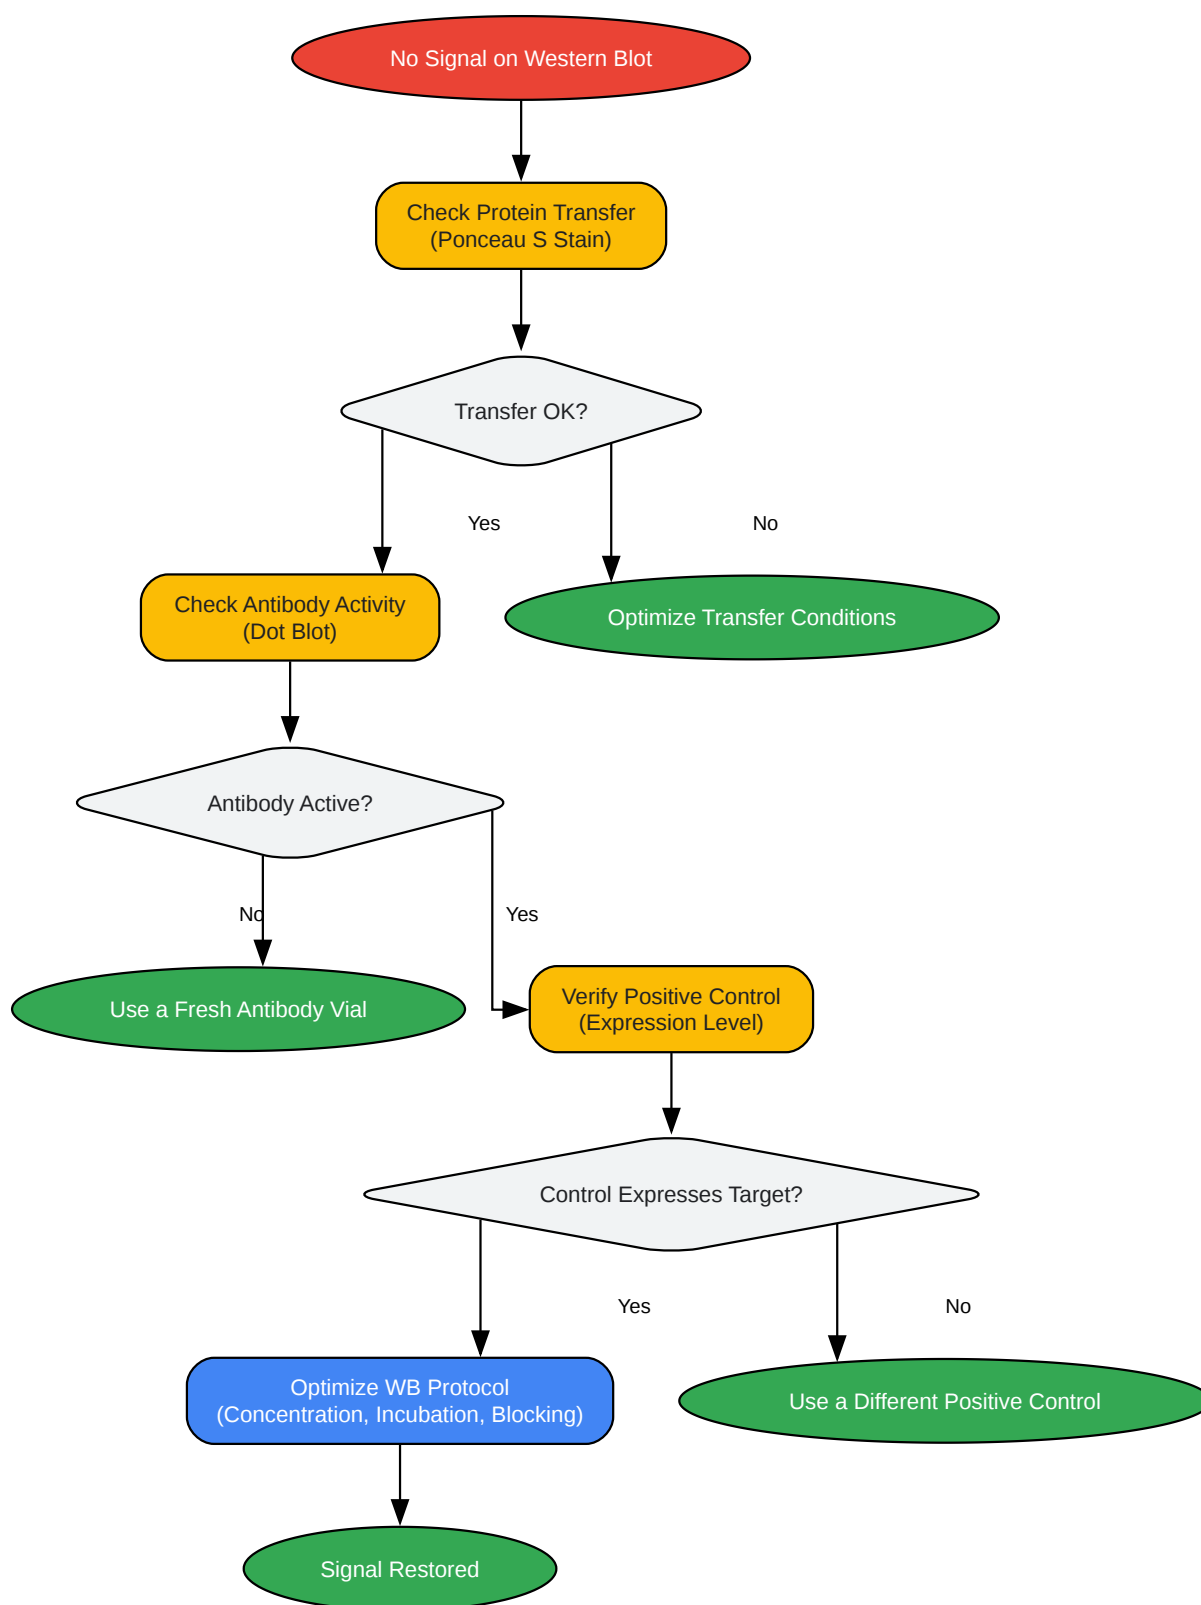 No Signal on Western Blot
Check Protein Transfer
(Ponceau S Stain)
Transfer OK?
Yes
No
Check Antibody Activity
(Dot Blot)
Optimize Transfer Conditions
Antibody Active?
No
Yes
Use a Fresh Antibody Vial
Verify Positive Control
(Expression Level)
Control Expresses Target?
Yes
No
Optimize WB Protocol
(Concentration, Incubation, Blocking)
Use a Different Positive Control
Signal Restored